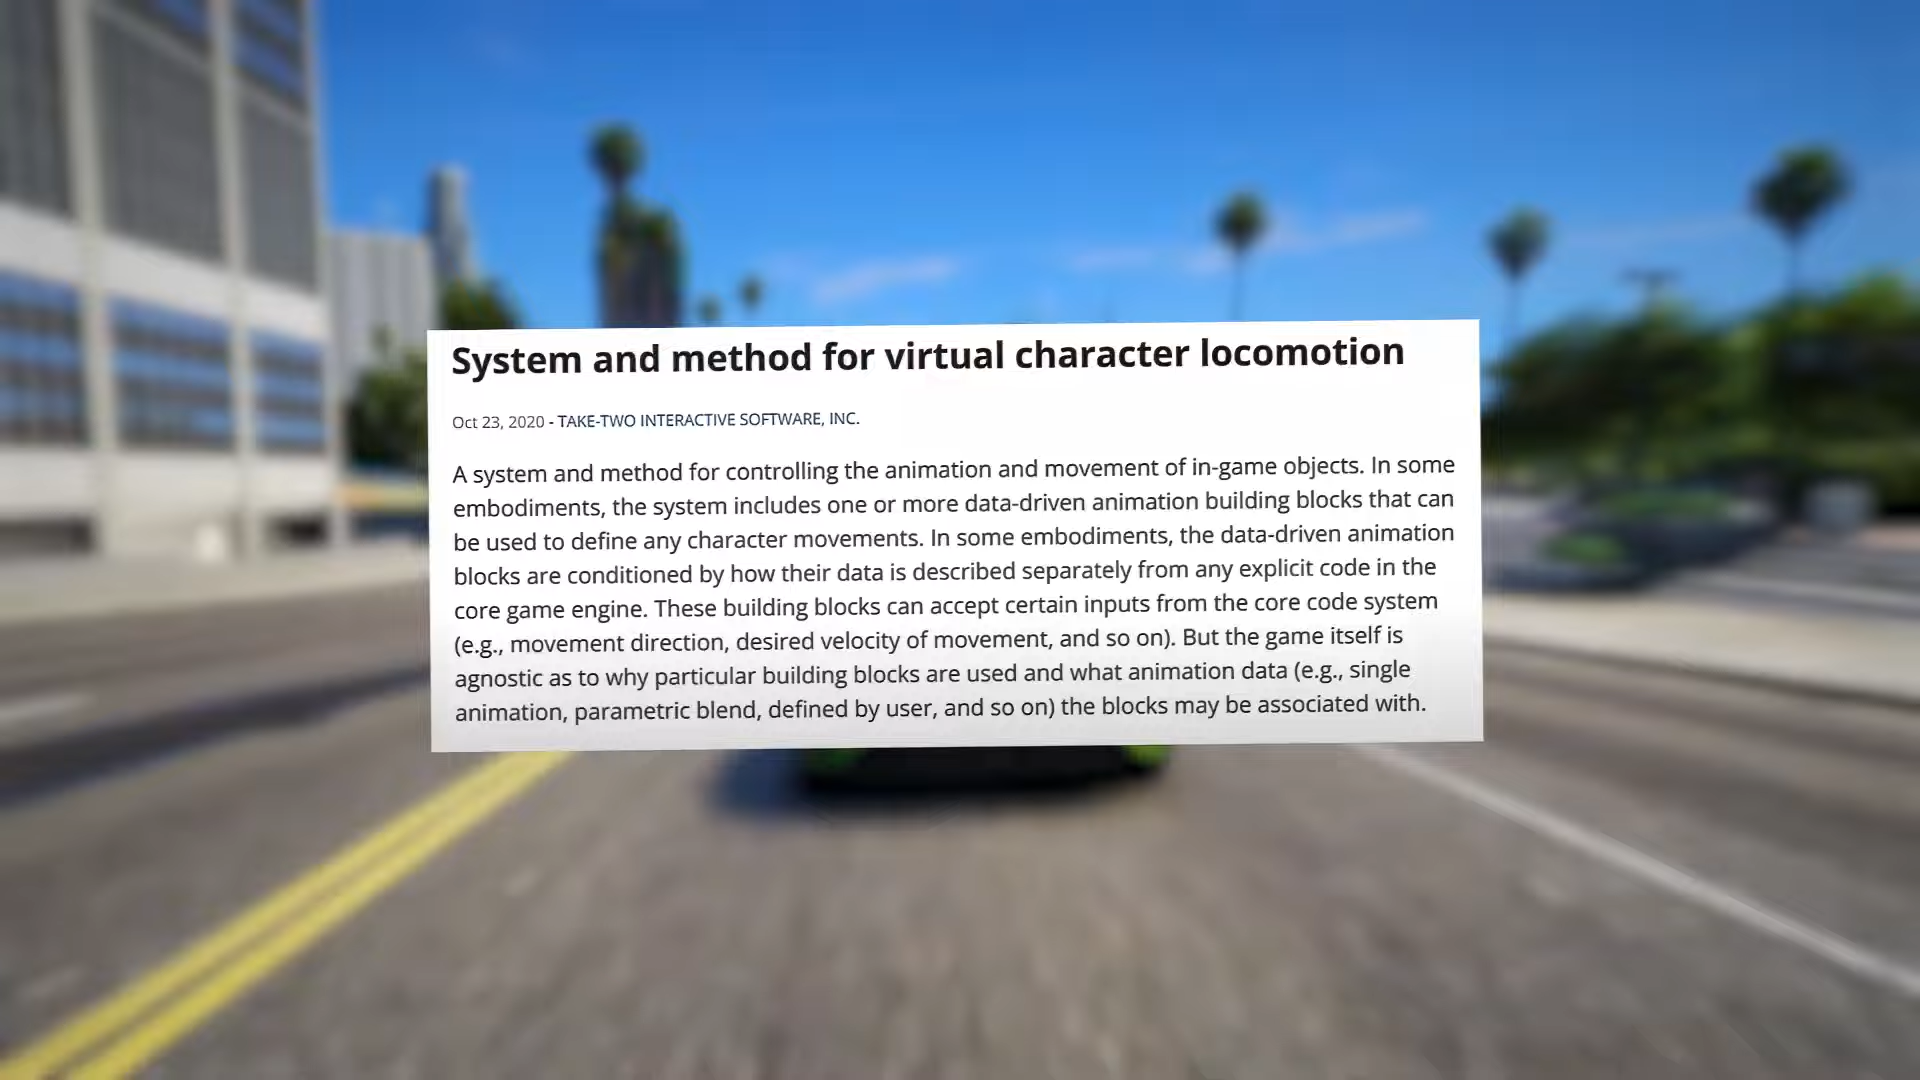 System and method for virtual character locomotion
Oct 23, 2020 - TAKE-TWO INTERACTIVE SOFTWARE, INC.
A system and method for controlling the animation and movement of in-game objects. In some
embodiments, the system includes one or more data-driven animation building blocks that can
be used to define any character movements. In some embodiments, the data-driven animation
blocks are conditioned by how their data is described separately from any explicit code in the
core game engine. These building blocks can accept certain inputs from the core code system
(e.g., movement direction, desired velocity of movement, and so on). But the game itself is
agnostic as to why particular building blocks are used and what animation data (e.g., single
animation, parametric blend, defined by user, and so on) the blocks may be associated with.